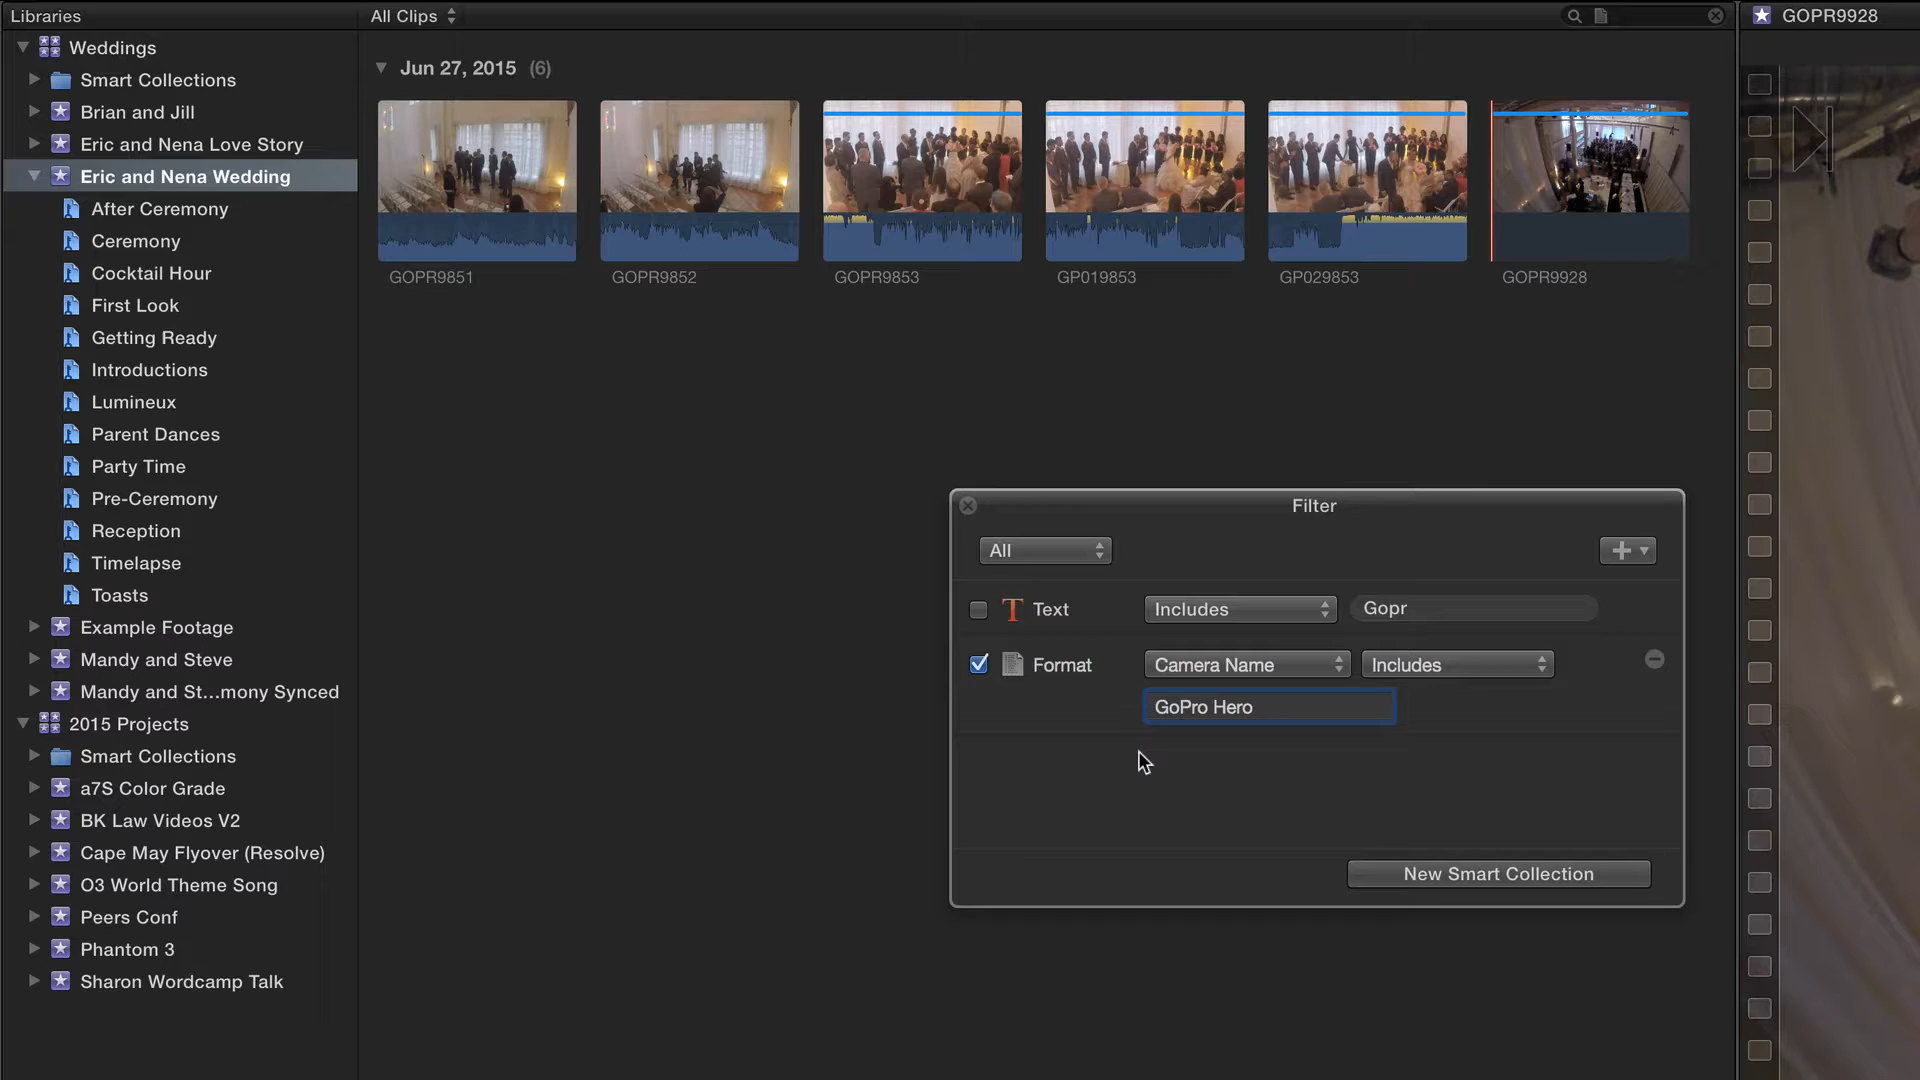 Libraries
All Clips
GOPR9928
Weddings
Smart Collections
Brian and Jill
Eric and Nena Love Story
Eric and Nena Wedding
After Ceremony
Ceremony
Cocktail Hour
First Look
Getting Ready
Introductions
Lumineux
Parent Dances
Party Time
Pre-Ceremony
Reception
Timelapse
Toasts
Example Footage
Mandy and Steve
Mandy and St...mony Synced
2015 Projects
Smart Collections
a7S Color Grade
BK Law Videos V2
Cape May Flyover (Resolve)
O3 World Theme Song
Peers Conf
Phantom 3
Sharon Wordcamp Talk
Jun 27, 2015 (6)
GOPR9851
GOPR9852
GOPR9853
GP019853
GP029853
GOPR9928
Filter
All
T Text Includes Gopr
Format Camera Name Includes
GoPro Hero
New Smart Collection